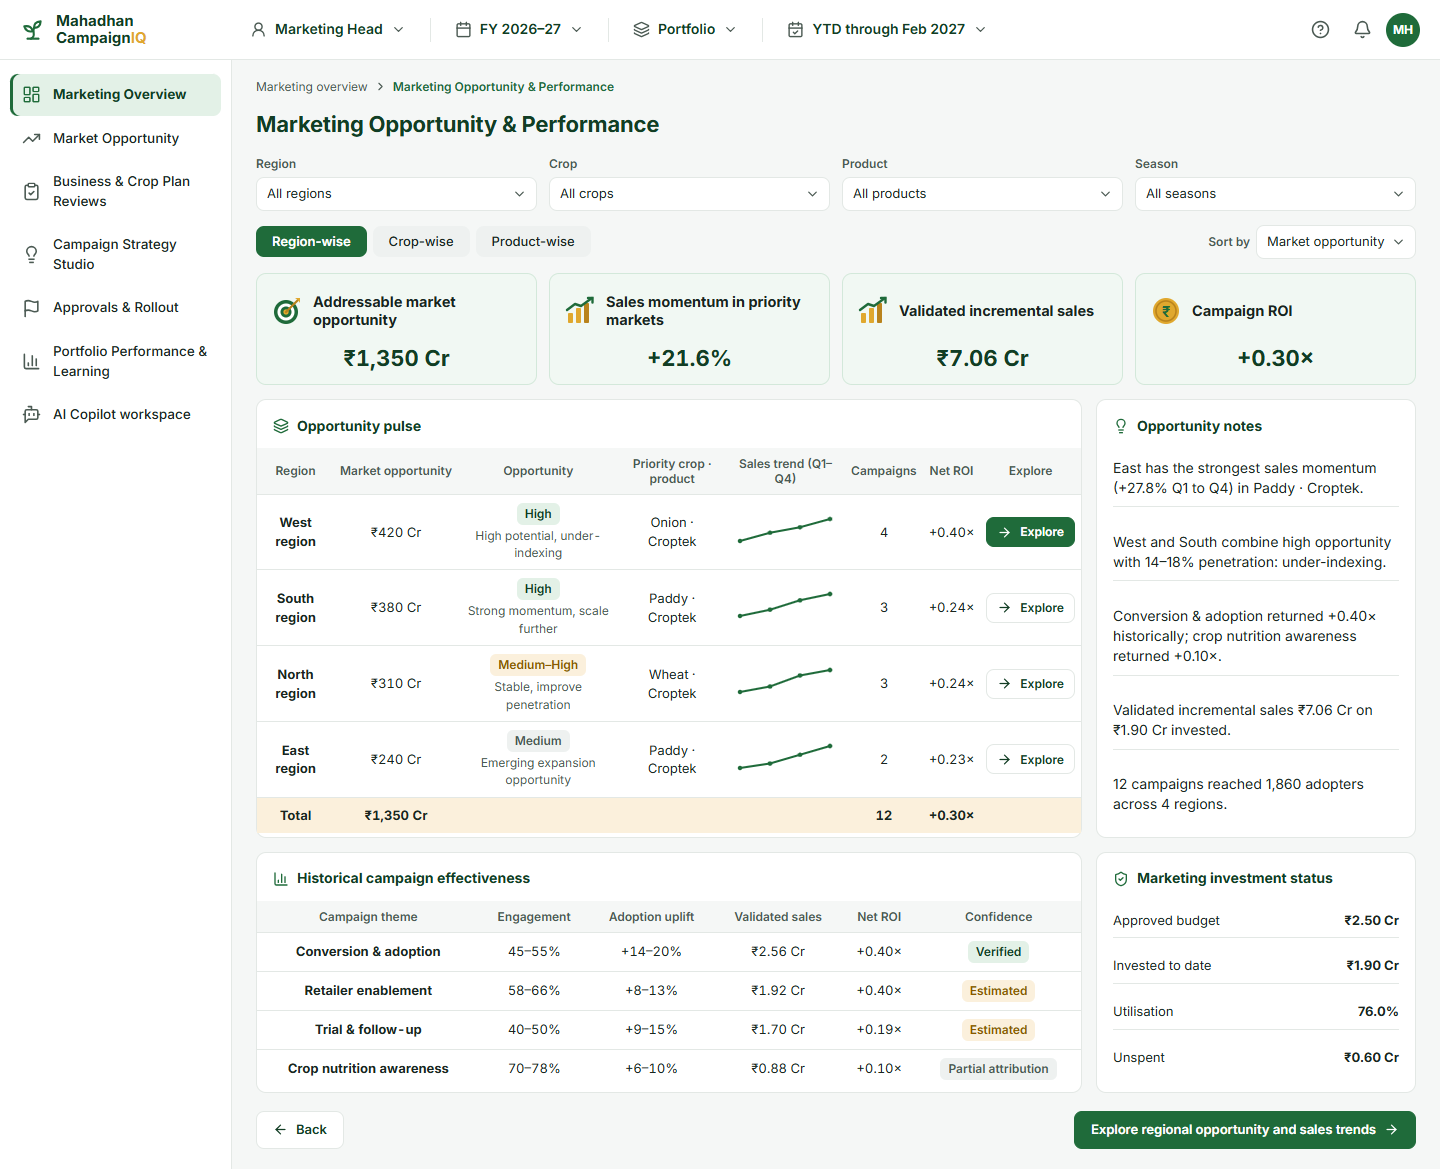 Mahadhan
CampaignIQ
Marketing Head
FY 2026–27
Portfolio
YTD through Feb 2027
MH
Marketing Overview
Market Opportunity
Business & Crop Plan
Reviews
Campaign Strategy
Studio
Approvals & Rollout
Portfolio Performance &
Learning
AI Copilot workspace
Marketing overview > Marketing Opportunity & Performance
Marketing Opportunity & Performance
Region
Crop
Product
Season
All regions
All crops
All products
All seasons
Region-wise
Crop-wise
Product-wise
Sort by
Market opportunity
Addressable market
opportunity
₹1,350 Cr
Sales momentum in priority
markets
+21.6%
Validated incremental sales
₹7.06 Cr
₹
Campaign ROI
+0.30×
Opportunity pulse
Region Market opportunity Opportunity Priority crop · product Sales trend (Q1–Q4) Campaigns Net ROI Explore
West region ₹420 Cr High High potential, under-indexing Onion · Croptek 4 +0.40× Explore
South region ₹380 Cr High Strong momentum, scale further Paddy · Croptek 3 +0.24× Explore
North region ₹310 Cr Medium–High Stable, improve penetration Wheat · Croptek 3 +0.24× Explore
East region ₹240 Cr Medium Emerging expansion opportunity Paddy · Croptek 2 +0.23× Explore
Total ₹1,350 Cr 12 +0.30×
Opportunity notes
East has the strongest sales momentum
(+27.8% Q1 to Q4) in Paddy · Croptek.
West and South combine high opportunity
with 14–18% penetration: under-indexing.
Conversion & adoption returned +0.40×
historically; crop nutrition awareness
returned +0.10×.
Validated incremental sales ₹7.06 Cr on
₹1.90 Cr invested.
12 campaigns reached 1,860 adopters
across 4 regions.
Historical campaign effectiveness
Campaign theme Engagement Adoption uplift Validated sales Net ROI Confidence
Conversion & adoption 45–55% +14–20% ₹2.56 Cr +0.40× Verified
Retailer enablement 58–66% +8–13% ₹1.92 Cr +0.40× Estimated
Trial & follow-up 40–50% +9–15% ₹1.70 Cr +0.19× Estimated
Crop nutrition awareness 70–78% +6–10% ₹0.88 Cr +0.10× Partial attribution
Marketing investment status
Approved budget ₹2.50 Cr
Invested to date ₹1.90 Cr
Utilisation 76.0%
Unspent ₹0.60 Cr
Back
Explore regional opportunity and sales trends